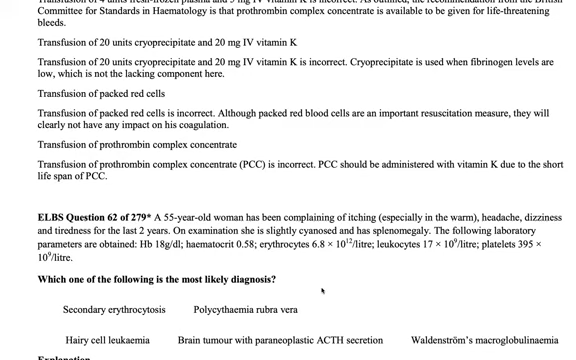 Transfusion of 4 units fresh-frozen plasma and 5 mg IV vitamin K is incorrect. As outlined, the recommendation from the British
Committee for Standards in Haematology is that prothrombin complex concentrate is available to be given for life-threatening
bleeds.
Transfusion of 20 units cryoprecipitate and 20 mg IV vitamin K
Transfusion of 20 units cryoprecipitate and 20 mg IV vitamin K is incorrect. Cryoprecipitate is used when fibrinogen levels are
low, which is not the lacking component here.
Transfusion of packed red cells
Transfusion of packed red cells is incorrect. Although packed red blood cells are an important resuscitation measure, they will
clearly not have any impact on his coagulation.
Transfusion of prothrombin complex concentrate
Transfusion of prothrombin complex concentrate (PCC) is incorrect. PCC should be administered with vitamin K due to the short
life span of PCC.
ELBS Question 62 of 279* A 55-year-old woman has been complaining of itching (especially in the warm), headache, dizziness
and tiredness for the last 2 years. On examination she is slightly cyanosed and has splenomegaly. The following laboratory
parameters are obtained: Hb 18g/dl; haematocrit 0.58; erythrocytes 6.8 × 10¹²/litre; leukocytes 17 × 10⁹/litre; platelets 395 ×
10⁹/litre.
Which one of the following is the most likely diagnosis?
Secondary erythrocytosis Polycythaemia rubra vera
Hairy cell leukaemia Brain tumour with paraneoplastic ACTH secretion Waldenström's macroglobulinaemia
Explanation